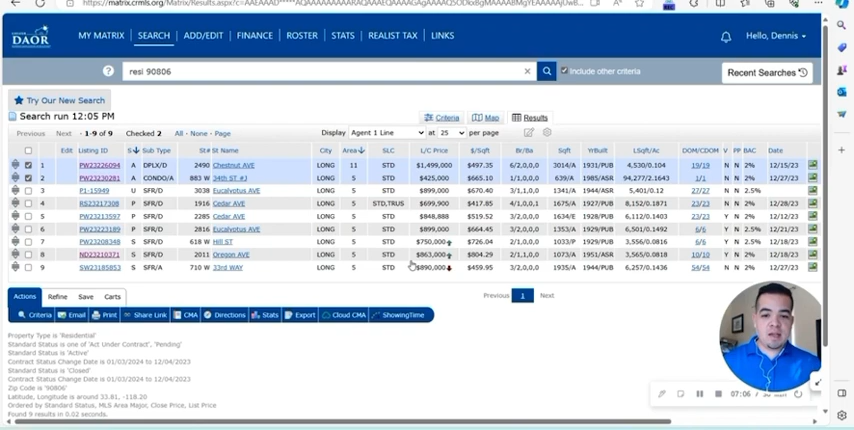 https://matrix.crmls.org/Matrix/Results.aspx?c=
DAOR
MY MATRIX SEARCH ADD/EDIT FINANCE ROSTER STATS REALIST TAX LINKS
Hello, Dennis
resi 90806
Include other criteria
Recent Searches
Try Our New Search
Search run 12:05 PM
Criteria Map Results
Previous Next 1-9 of 9 Checked 2 All None Page
Display Agent 1 Line at 25 per page
Edit Listing ID S Sub Type St# St Name City Area SLC L/C Price $/Sqft Br/Ba Sqft YrBuilt LSqft/Ac DOM/CDOM V PP BAC Date
1 PW23226094 A DPLX/D 2490 Chestnut AVE LONG 11 STD $1,499,000 $497.35 6/2,0,0,0 3014/A 1931/PUB 4,530/0.104 19/19 N N 2% 12/15/23
2 PW23230281 A CONDO/A 883 W 34TH ST #J LONG 5 STD $425,000 $665.10 1/1,0,0,0 639/A 1985/ASR 94,277/2.1643 1/1 N N 2% 12/31/23
3 P1-15949 U SFR/D 3038 Eucalyptus AVE LONG 5 STD $899,000 $670.40 3/1,1,0,0 1341/A 1944/ASR 5,401/0.12 27/27 N N 2.5%
4 RS23217308 P SFR/D 1916 Cedar AVE LONG 5 STD,TRUS $699,900 $417.85 4/1,0,0,1 1675/A 1927/PUB 8,152/0.1871 23/23 N N 2% 12/28/23
5 PW23213597 P SFR/D 2285 Cedar AVE LONG 5 STD $848,888 $519.52 3/2,0,0,0 1634/E 1928/PUB 6,112/0.1403 23/23 Y N 2% 12/12/23
6 PW23223189 P SFR/D 2816 Eucalyptus AVE LONG 5 STD $899,000 $664.45 3/2,0,0,0 1353/A 1929/PUB 6,501/0.1492 6/6 N N 2.5% 12/12/23
7 PW23208348 S SFR/D 618 W Hill ST LONG 5 STD $750,000 $726.04 2/1,0,0,0 1033/P 1929/PUB 3,556/0.0816 6/6 Y N 2.5% 12/18/23
8 ND23210371 S SFR/D 2011 Oregon AVE LONG 5 STD $863,000 $804.29 2/1,1,0,0 1073/A 1951/ASR 3,565/0.0818 10/10 Y N 2% 12/21/23
9 SW23185853 S SFR/A 710 W 33rd WAY LONG 5 STD $890,000 $459.95 3/2,0,0,0 1935/A 1944/PUB 6,257/0.1436 54/54 N N 2% 12/27/23
Actions Refine Save Carts
Previous 1 Next
Criteria Email Print Share Link CMA Directions Stats Export Cloud CMA ShowingTime
Property Type is 'Residential'
Standard Status is one of 'Act Under Contract', 'Pending'
Standard Status is 'Active'
Contract Status Change Date is 01/03/2024 to 12/04/2023
Standard Status is 'Closed'
Contract Status Change Date is 01/03/2024 to 12/04/2023
Zip Code is '90806'
Latitude, Longitude is around 33.81, -118.20
Ordered by Standard Status, MLS Area Major, Close Price, List Price
Found 9 results in 0.02 seconds.
07:06